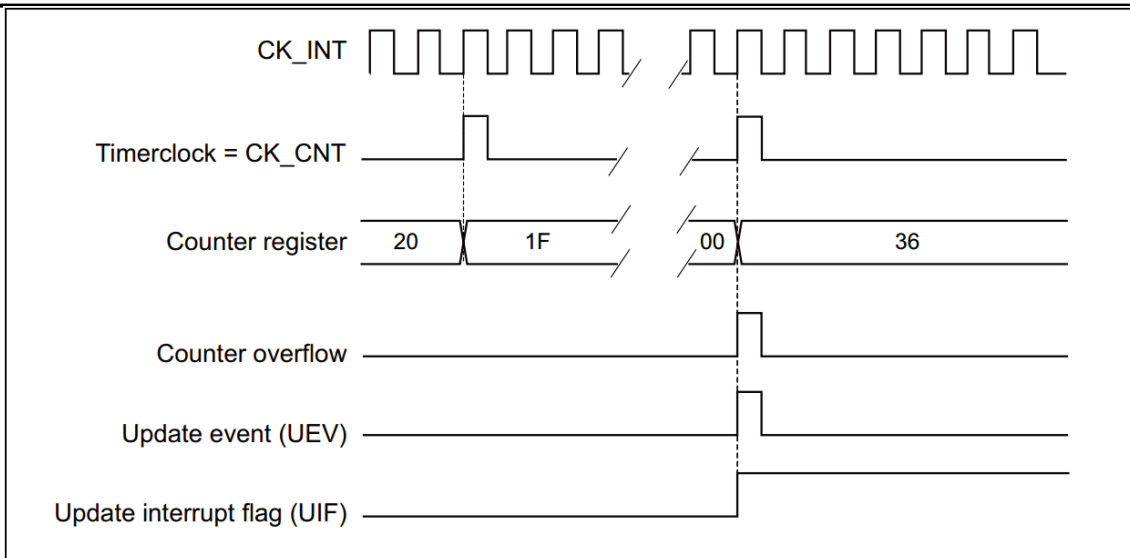 CK_INT
Timerclock = CK_CNT
Counter register 20 1F 00 36
Counter overflow
Update event (UEV)
Update interrupt flag (UIF)